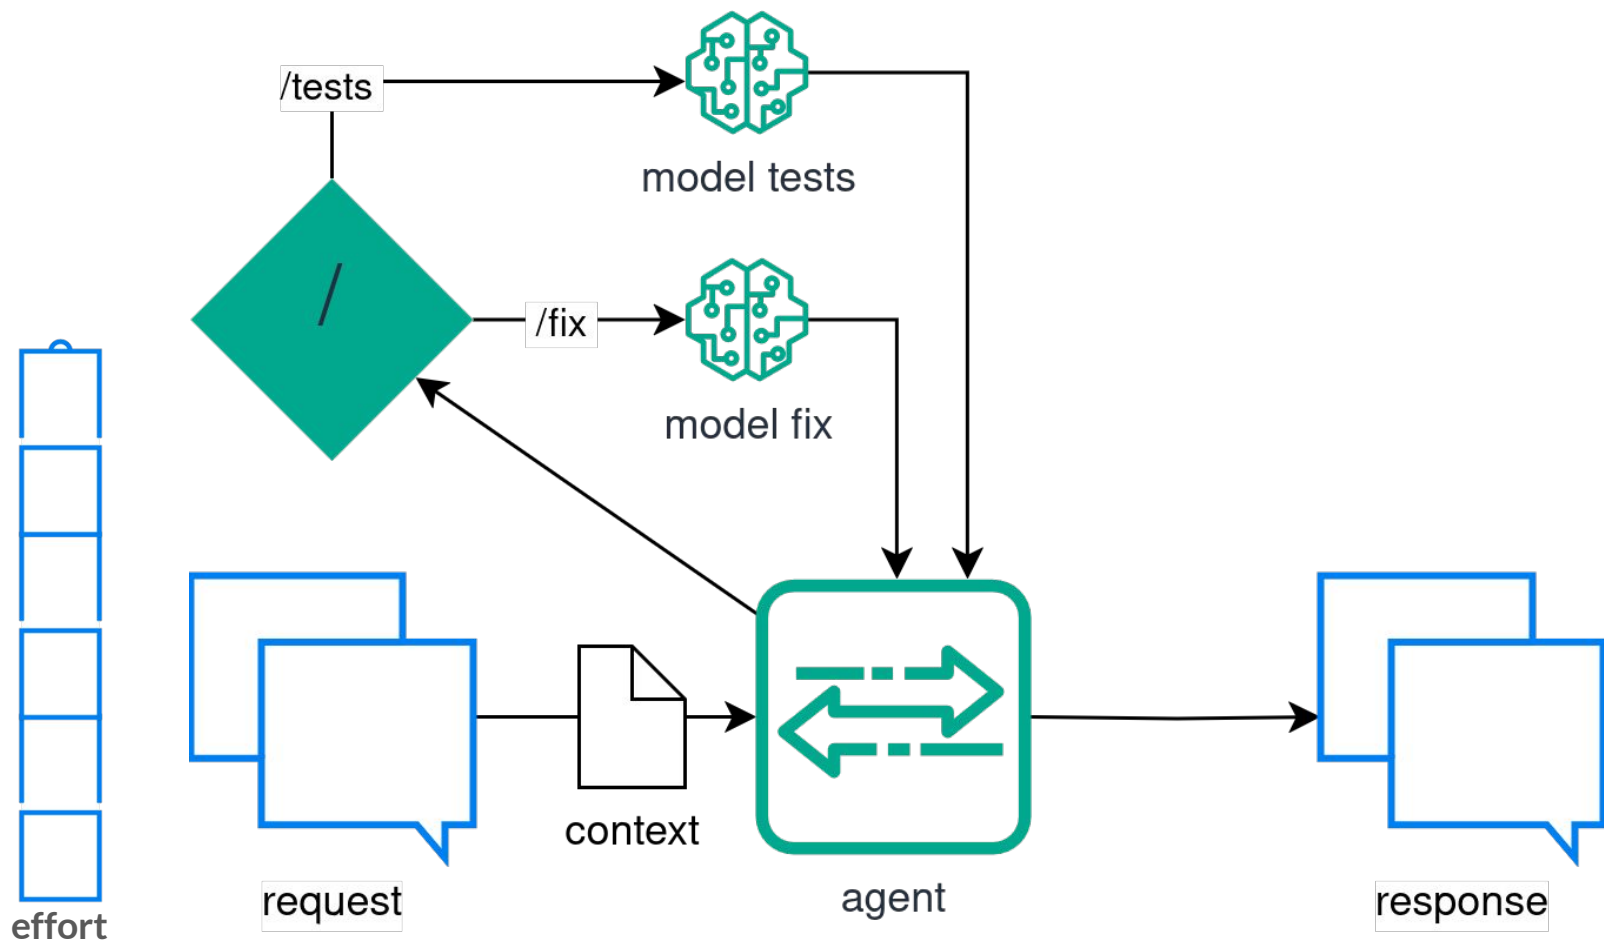 /tests
model tests
/
/fix
model fix
context
request
agent
response
effort